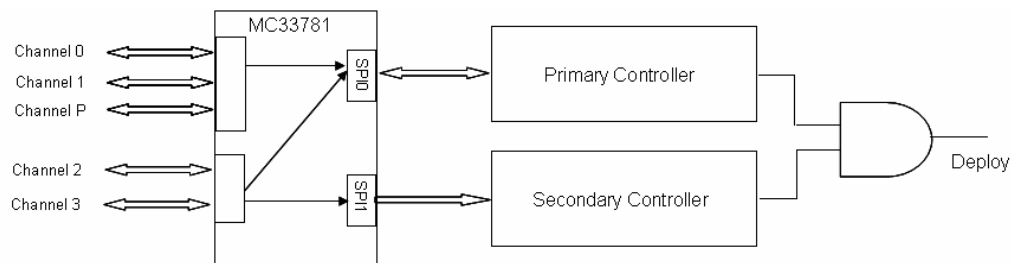 MC33781
Channel 0
Channel 1
Channel P
Channel 2
Channel 3
SPI0
SPI1
Primary Controller
Secondary Controller
Deploy